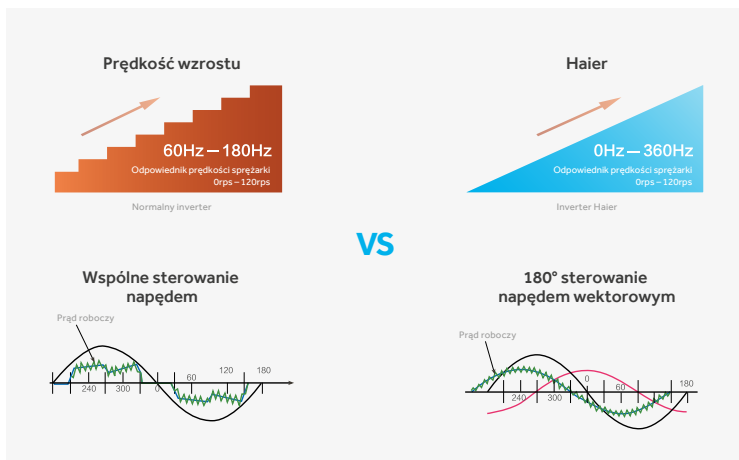 Prędkość wzrostu
60Hz—180Hz
Odpowiednik prędkości sprężarki
0rps – 120rps
Normalny inverter
Haier
0Hz—360Hz
Odpowiednik prędkości sprężarki
0rps – 120rps
Inverter Haier
VS
Wspólne sterowanie
napędem
Prąd roboczy
240 300 0 60 120 180
180° sterowanie
napędem wektorowym
Prąd roboczy
240 300 0 60 180